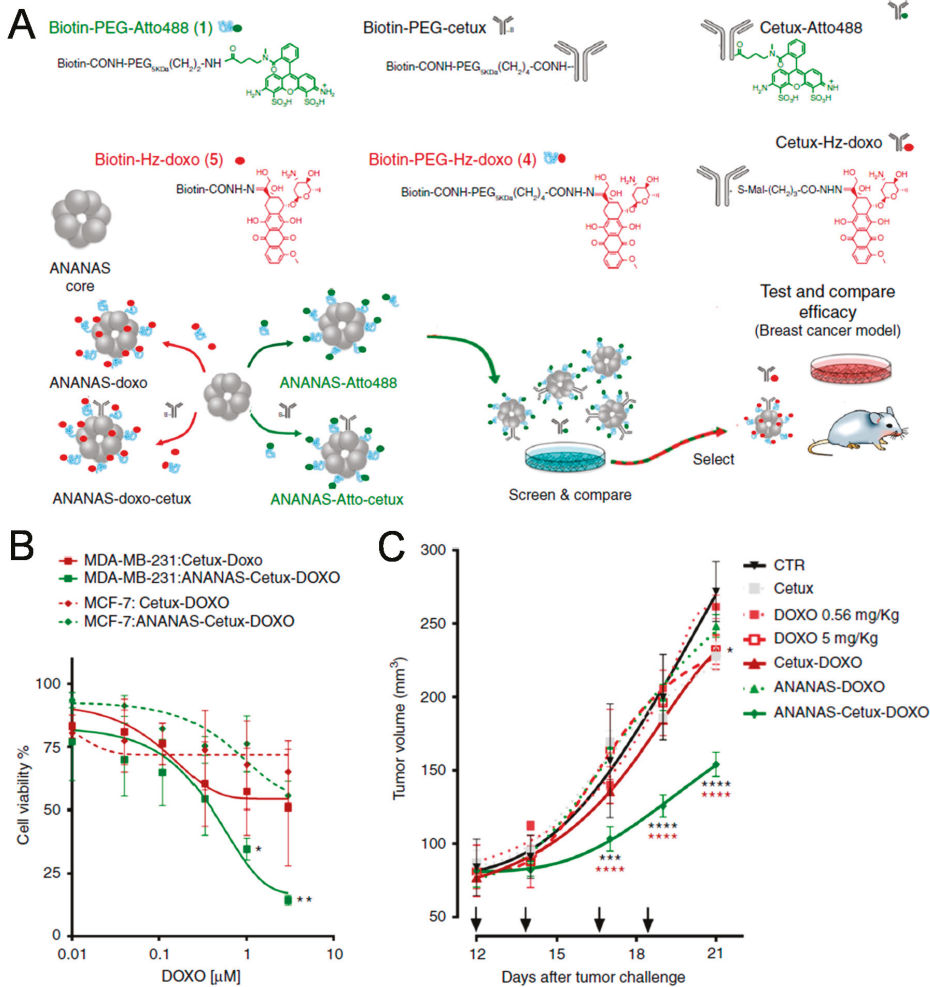 A
Biotin-PEG-Atto488 (1)
Biotin-CONH-PEG5KDa(CH2)2-NH
Biotin-PEG-cetux
Biotin-CONH-PEG5KDa(CH2)4-CONH-
Cetux-Atto488
Biotin-Hz-doxo (5)
Biotin-CONH-N
Biotin-PEG-Hz-doxo (4)
Biotin-CONH-PEG5KDa(CH2)4-CONH-N
Cetux-Hz-doxo
S-Mal-(CH2)3-CO-NHN
ANANAS
core
ANANAS-doxo
ANANAS-Atto488
ANANAS-doxo-cetux
ANANAS-Atto-cetux
Screen & compare
Select
Test and compare
efficacy
(Breast cancer model)
B
MDA-MB-231:Cetux-Doxo
MDA-MB-231:ANANAS-Cetux-DOXO
MCF-7: Cetux-DOXO
MCF-7:ANANAS-Cetux-DOXO
Cell viability %
100
75
50
25
0
*
**
0.01
0.1
1
10
DOXO [µM]
C
CTR
Cetux
DOXO 0.56 mg/Kg
DOXO 5 mg/Kg
Cetux-DOXO
ANANAS-DOXO
ANANAS-Cetux-DOXO
Tumor volume (mm3)
300
250
200
150
100
50
*
***
****
****
****
****
****
12
15
18
21
Days after tumor challenge